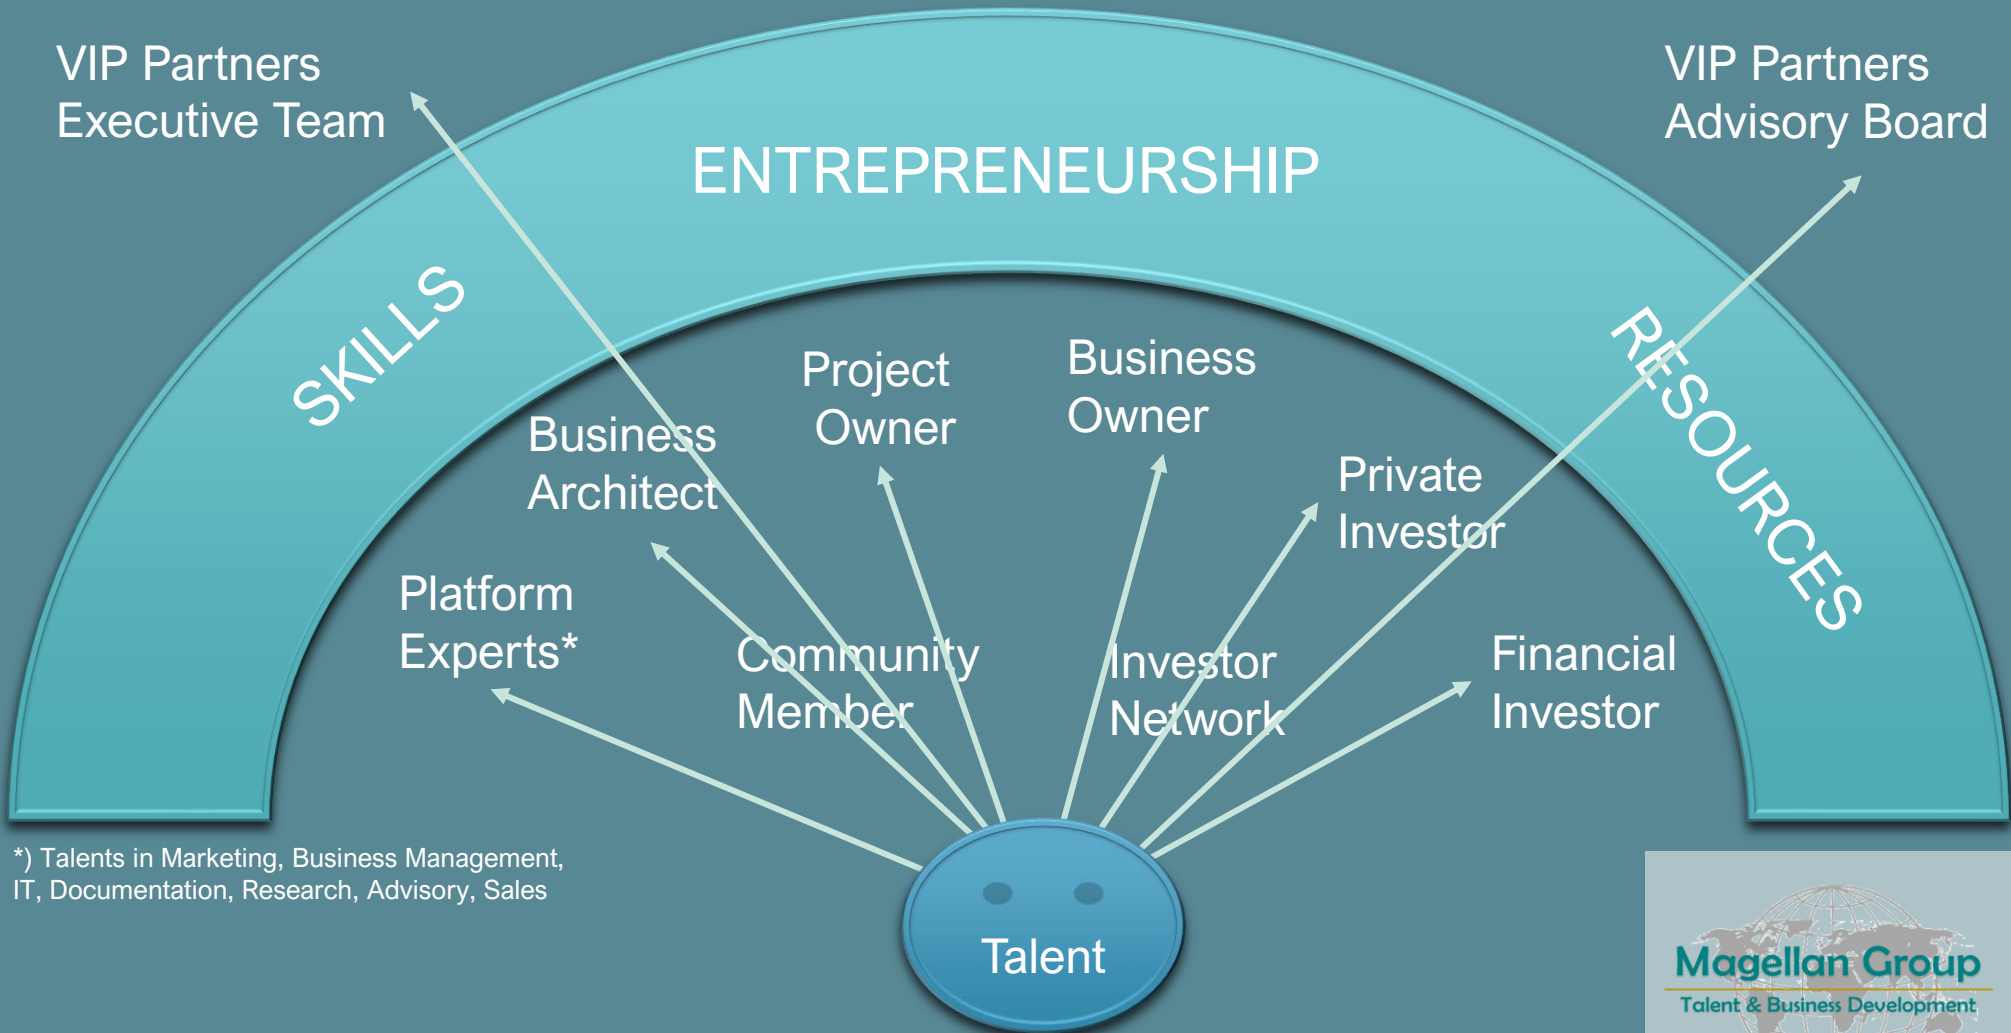 VIP Partners
Executive Team
VIP Partners
Advisory Board
ENTREPRENEURSHIP
SKILLS
RESOURCES
Project
Owner
Business
Owner
Business
Architect
Private
Investor
Platform
Experts*
Community
Member
Investor
Network
Financial
Investor
*) Talents in Marketing, Business Management,
IT, Documentation, Research, Advisory, Sales
Talent
Magellan Group
Talent & Business Development